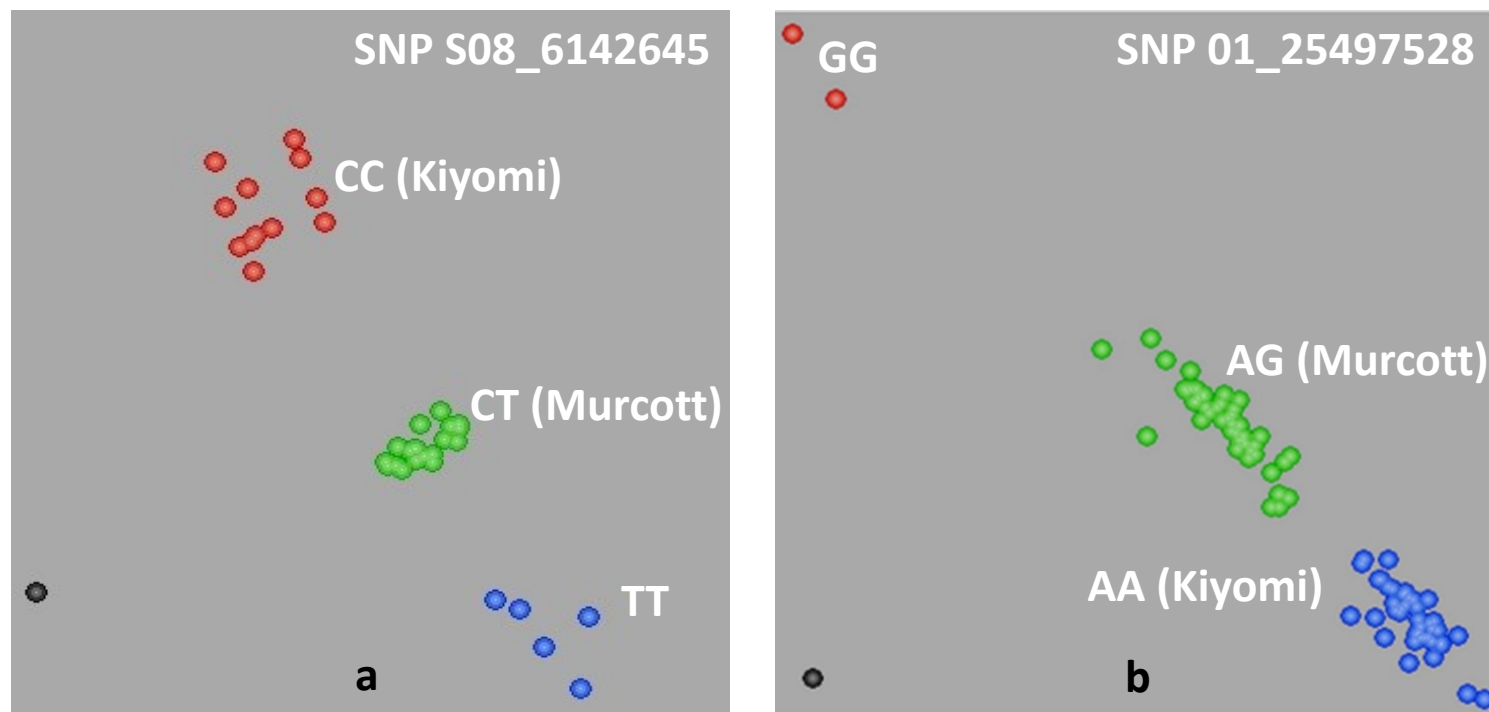 SNP S08_6142645
CC (Kiyomi)
CT (Murcott)
TT
a
SNP 01_25497528
GG
AG (Murcott)
AA (Kiyomi)
b